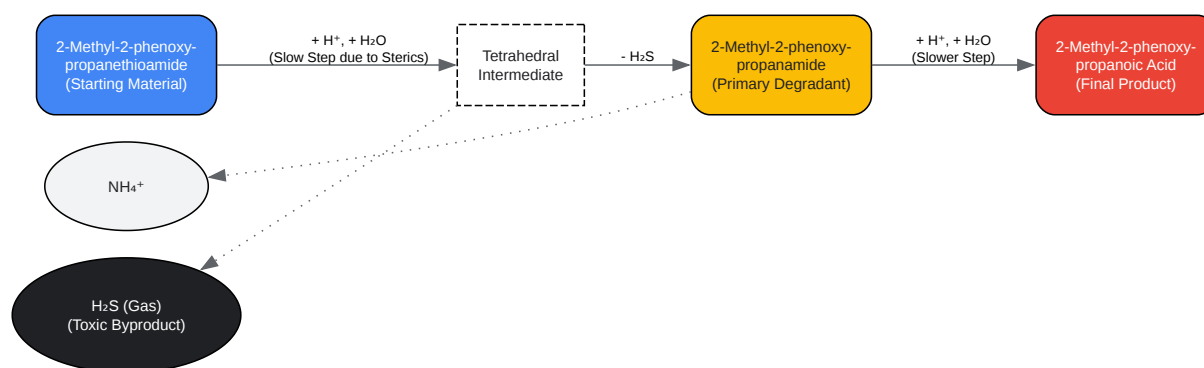 2-Methyl-2-phenoxy-
propanethioamide
(Starting Material)
+ H⁺, + H₂O
(Slow Step due to Sterics)
Tetrahedral
Intermediate
- H₂S
2-Methyl-2-phenoxy-
propanamide
(Primary Degradant)
+ H⁺, + H₂O
(Slower Step)
2-Methyl-2-phenoxy-
propanoic Acid
(Final Product)
NH₄⁺
H₂S (Gas)
(Toxic Byproduct)